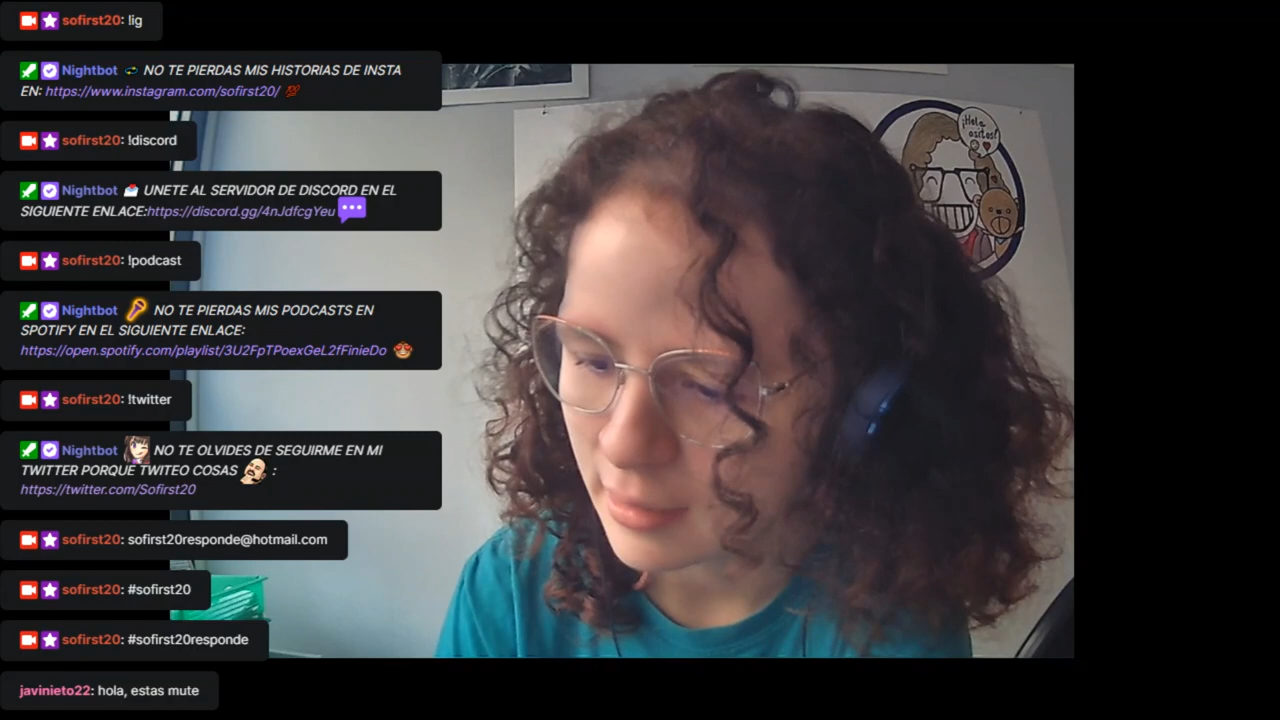 sofirst20: !ig
Nightbot NO TE PIERDAS MIS HISTORIAS DE INSTA
EN: https://www.instagram.com/sofirst20/ 💯
sofirst20: !discord
Nightbot UNETE AL SERVIDOR DE DISCORD EN EL
SIGUIENTE ENLACE:https://discord.gg/4nJdfcgYeu
sofirst20: !podcast
Nightbot NO TE PIERDAS MIS PODCASTS EN
SPOTIFY EN EL SIGUIENTE ENLACE:
https://open.spotify.com/playlist/3U2FpTPoexGeL2fFinieDo
sofirst20: !twitter
Nightbot NO TE OLVIDES DE SEGUIRME EN MI
TWITTER PORQUE TWITEO COSAS :
https://twitter.com/Sofirst20
sofirst20: sofirst20responde@hotmail.com
sofirst20: #sofirst20
sofirst20: #sofirst20responde
javinieto22: hola, estas mute
¡Hola
ositos!